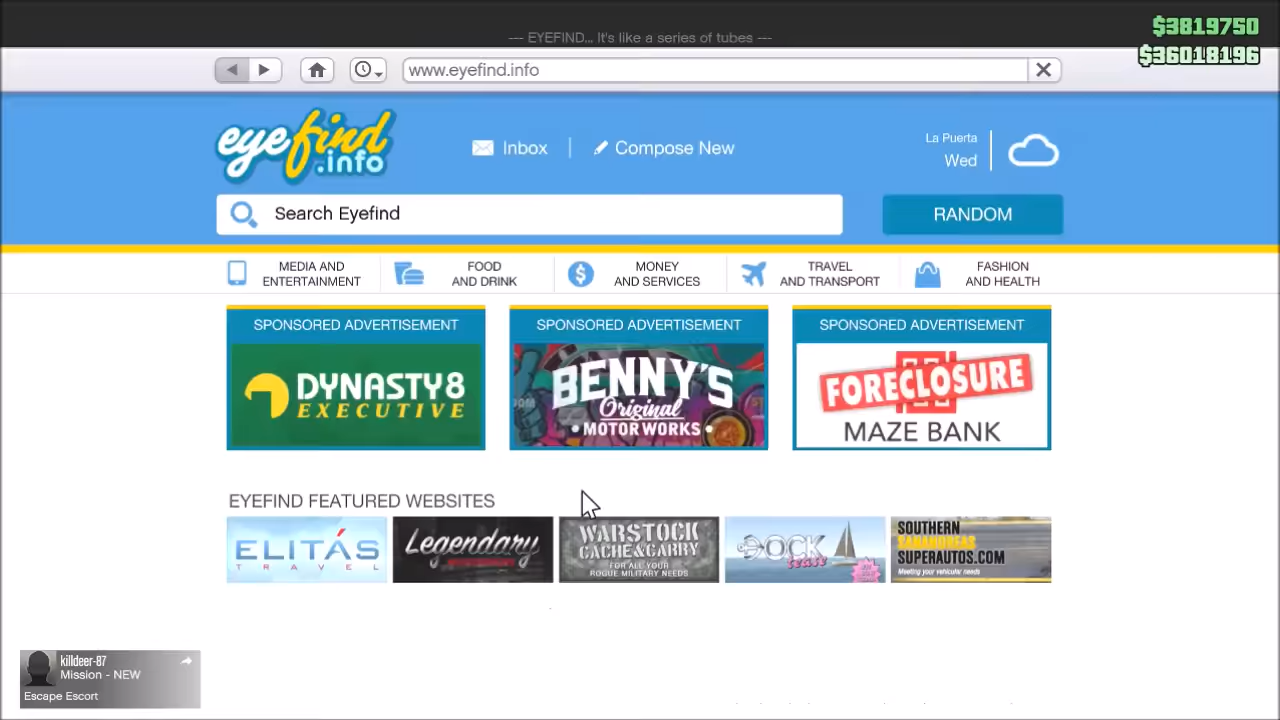 --- EYEFIND... It's like a series of tubes ---
$3819750
$36018196
www.eyefind.info
eyefind
.info
Inbox
Compose New
La Puerta
Wed
Search Eyefind
RANDOM
MEDIA AND
ENTERTAINMENT
FOOD
AND DRINK
MONEY
AND SERVICES
TRAVEL
AND TRANSPORT
FASHION
AND HEALTH
SPONSORED ADVERTISEMENT
DYNASTY8
EXECUTIVE
SPONSORED ADVERTISEMENT
BENNY'S
Original
MOTOR WORKS
SPONSORED ADVERTISEMENT
FORECLOSURE
MAZE BANK
EYEFIND FEATURED WEBSITES
ELITÁS
TRAVEL
Legendary
WARSTOCK
CACHE&CARRY
FOR ALL YOUR
ROGUE MILITARY NEEDS
DOCK
tease
SOUTHERN
SANANDREAS
SUPERAUTOS.COM
Meeting your vehicular needs
killdeer-87
Mission - NEW
Escape Escort